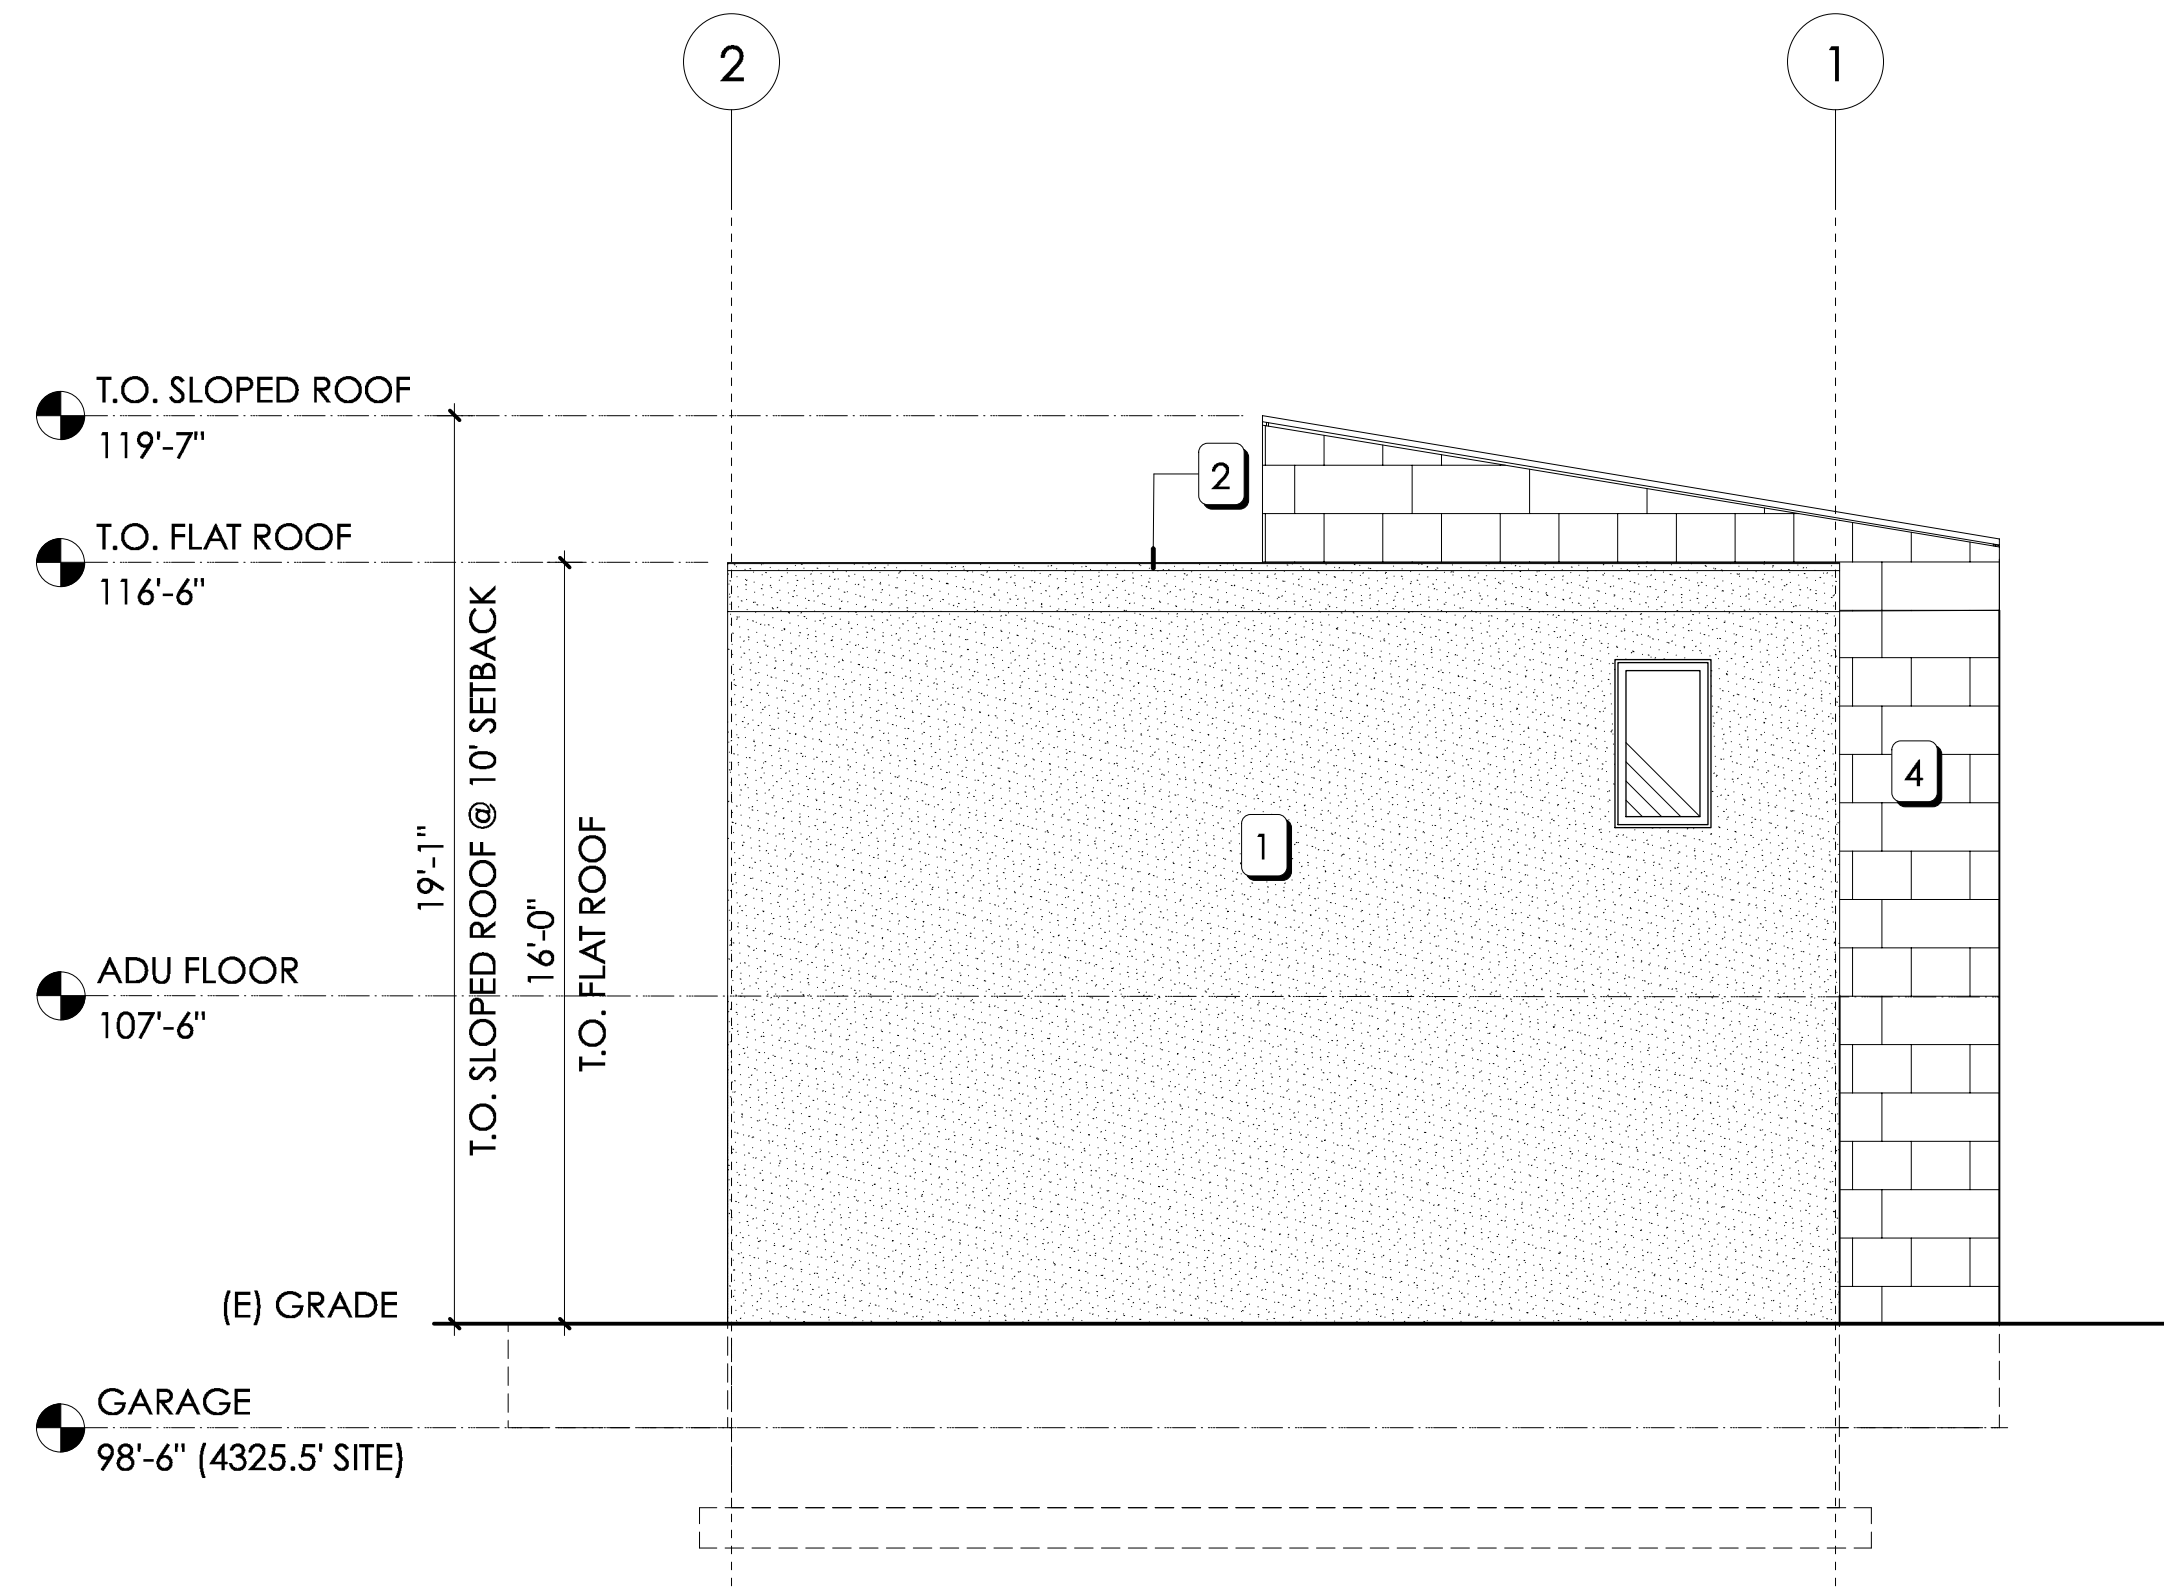 2
1
T.O. SLOPED ROOF
119'-7"
2
T.O. FLAT ROOF
116'-6"
19'-1"
T.O. SLOPED ROOF @ 10' SETBACK
16'-0"
T.O. FLAT ROOF
4
1
ADU FLOOR
107'-6"
(E) GRADE
GARAGE
98'-6" (4325.5' SITE)